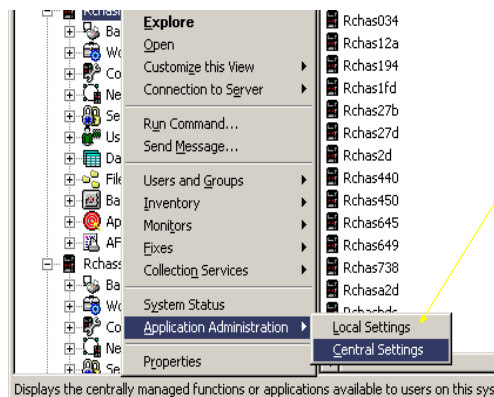 Rchas
Ba
Wo
Co
Ne
Se
Us
Da
File
Ba
Ap
AF
Rchass
Ba
Wo
Co
Ne
Se
Explore
Open
Customize this View
Connection to Server
Run Command...
Send Message...
Users and Groups
Inventory
Monitors
Fixes
Collection Services
System Status
Application Administration
Properties
Local Settings
Central Settings
Rchas034
Rchas12a
Rchas194
Rchas1fd
Rchas27b
Rchas27d
Rchas2d
Rchas440
Rchas450
Rchas645
Rchas649
Rchas738
Rchasa2d
Displays the centrally managed functions or applications available to users on this sys